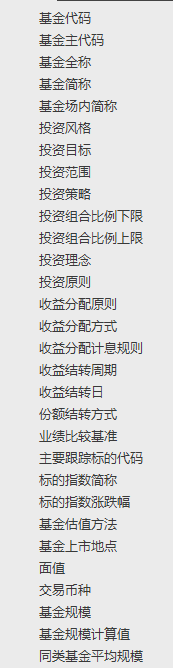 基金代码
基金主代码
基金全称
基金简称
基金场内简称
投资风格
投资目标
投资范围
投资策略
投资组合比例下限
投资组合比例上限
投资理念
投资原则
收益分配原则
收益分配方式
收益分配计息规则
收益结转周期
收益结转日
份额结转方式
业绩比较基准
主要跟踪标的代码
标的指数简称
标的指数涨跌幅
基金估值方法
基金上市地点
面值
交易币种
基金规模
基金规模计算值
同类基金平均规模